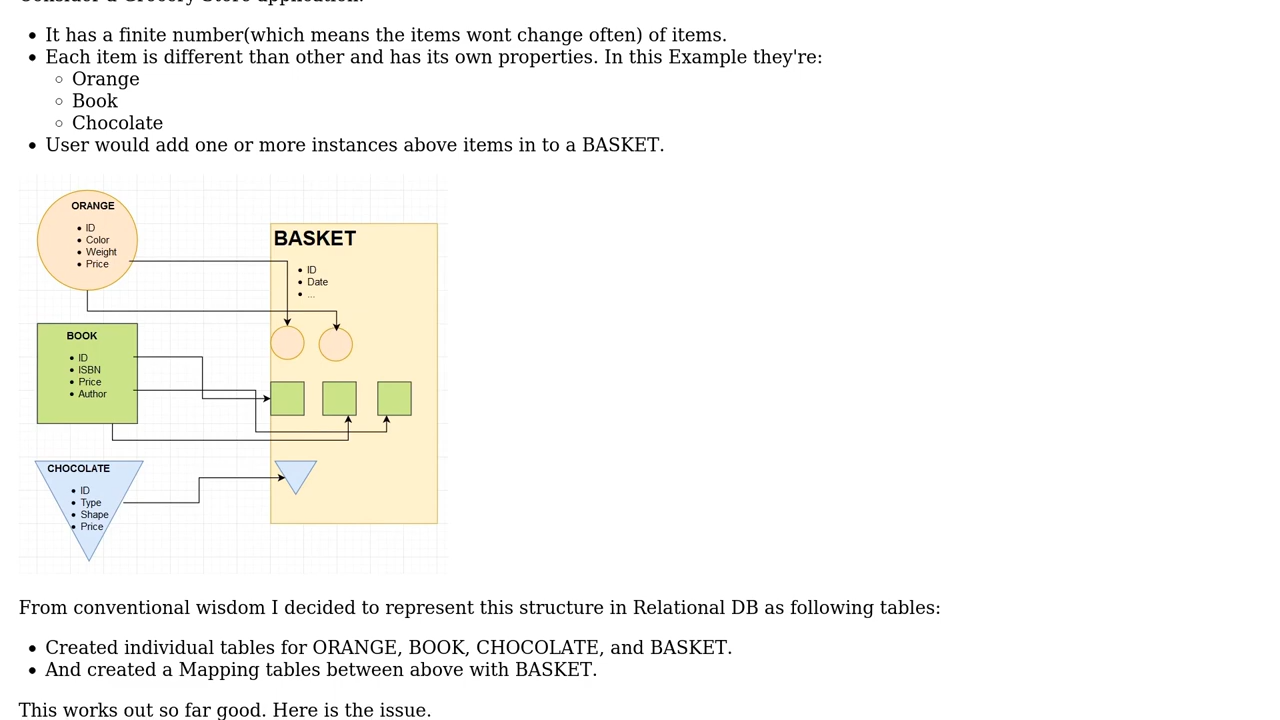 Consider a Grocery Store application.
It has a finite number(which means the items wont change often) of items.
Each item is different than other and has its own properties. In this Example they're:
Orange
Book
Chocolate
User would add one or more instances above items in to a BASKET.
ORANGE
ID
Color
Weight
Price
BASKET
ID
Date
...
BOOK
ID
ISBN
Price
Author
CHOCOLATE
ID
Type
Shape
Price
From conventional wisdom I decided to represent this structure in Relational DB as following tables:
Created individual tables for ORANGE, BOOK, CHOCOLATE, and BASKET.
And created a Mapping tables between above with BASKET.
This works out so far good. Here is the issue.